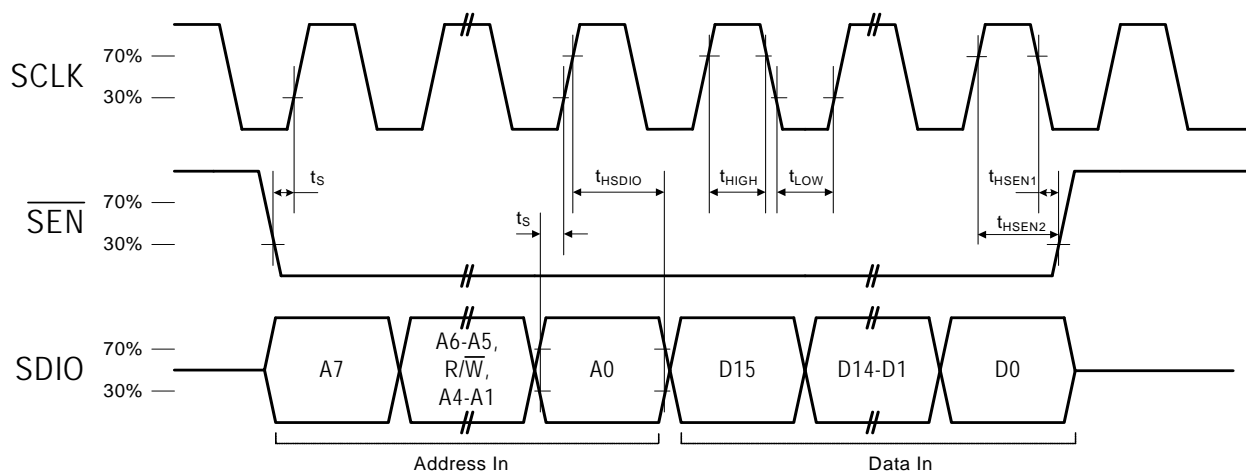 SCLK
70%
30%
tS
tHSDIO
tHIGH
tLOW
tHSEN1
SEN
70%
30%
tS
tHSEN2
SDIO
70%
30%
A7
A6-A5,
R/W,
A4-A1
A0
D15
D14-D1
D0
Address In
Data In